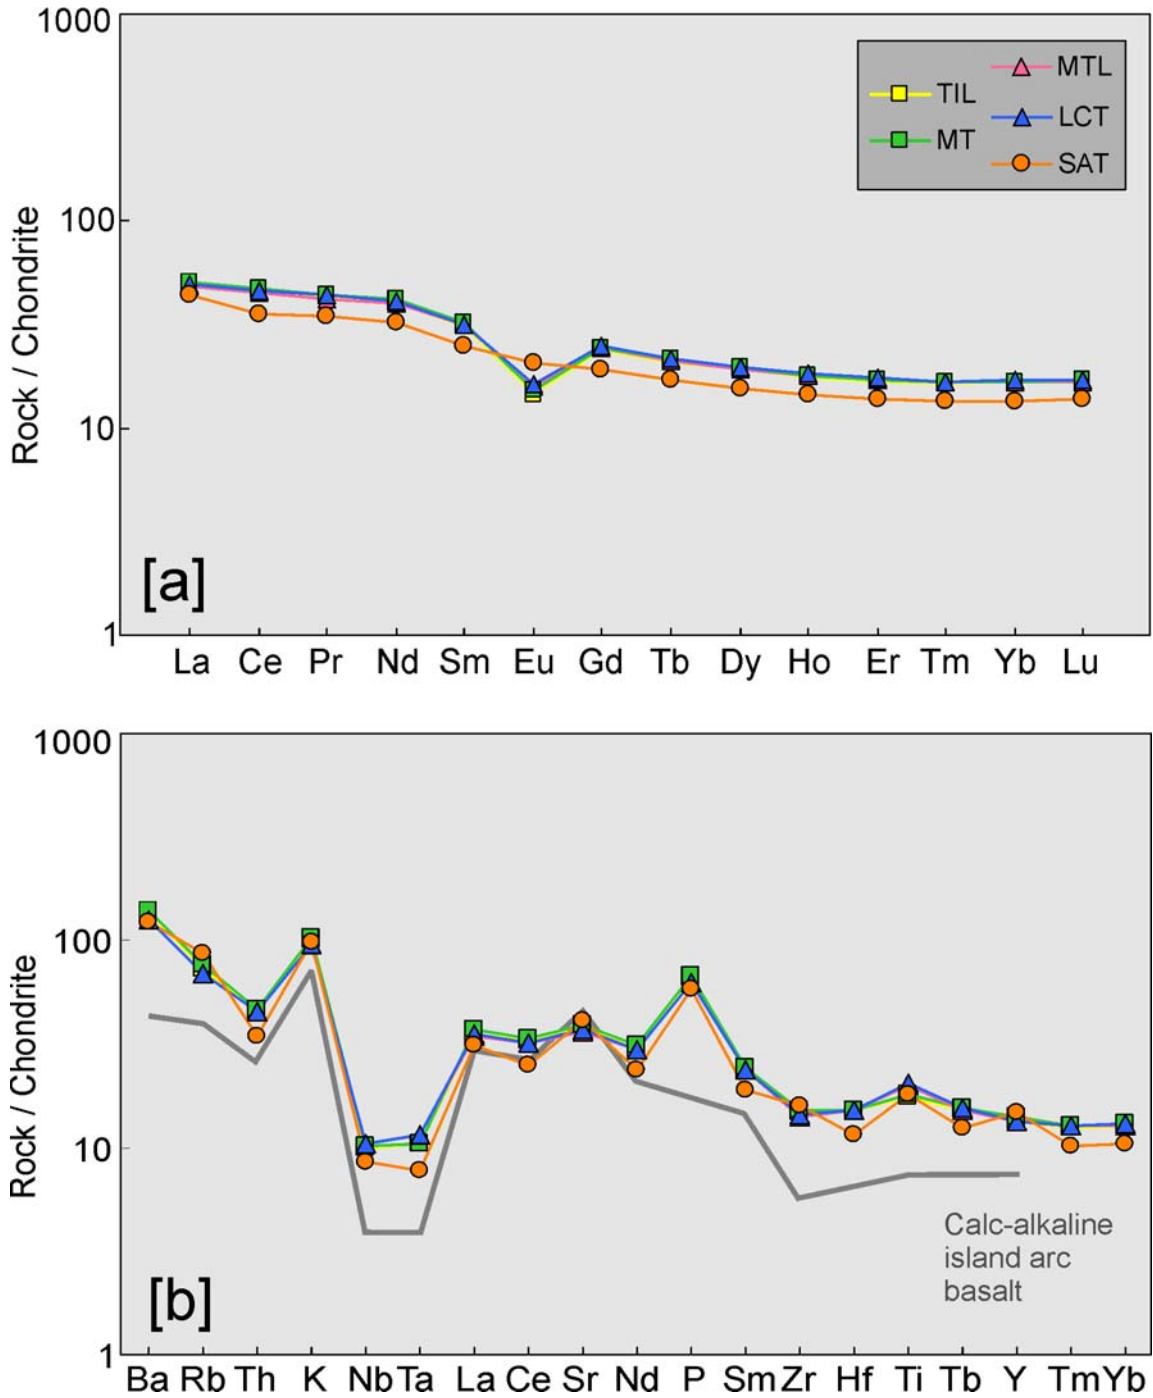 1000
100
10
1
Rock / Chondrite
TIL
MT
MTL
LCT
SAT
[a]
La Ce Pr Nd Sm Eu Gd Tb Dy Ho Er Tm Yb Lu
1000
100
10
1
Rock / Chondrite
Calc-alkaline
island arc
basalt
[b]
Ba Rb Th K Nb Ta La Ce Sr Nd P Sm Zr Hf Ti Tb Y Tm Yb